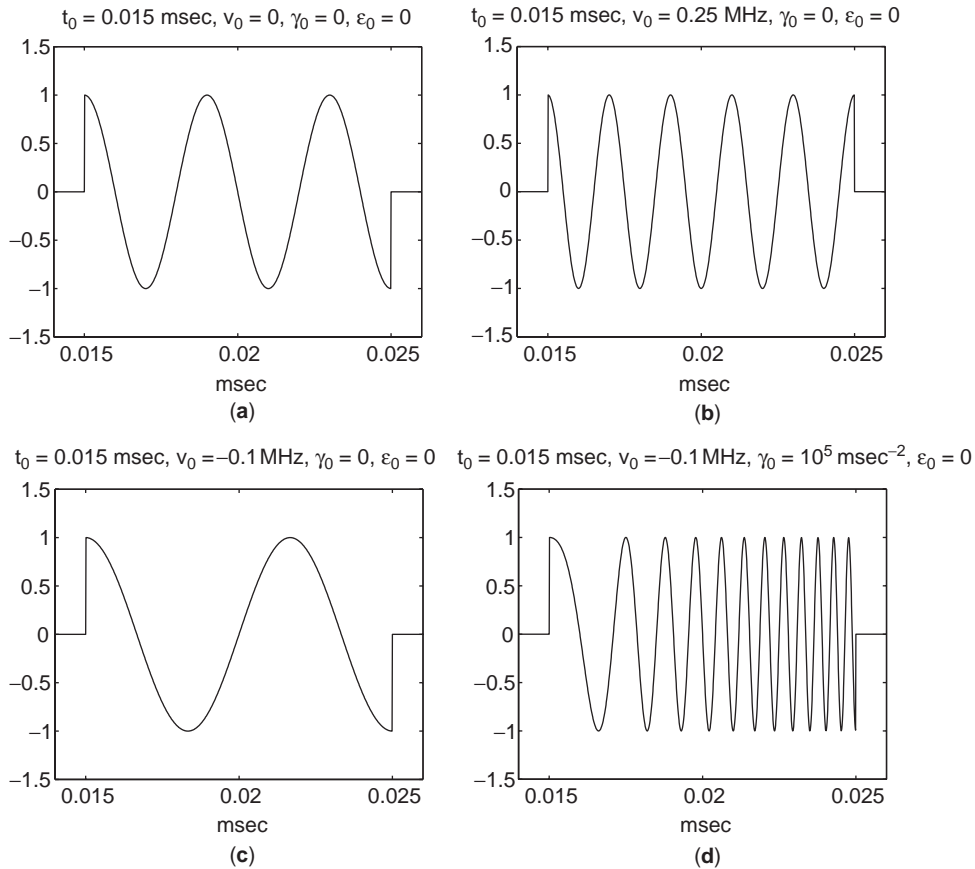 t₀ = 0.015 msec, v₀ = 0, γ₀ = 0, ε₀ = 0
1.5
1
0.5
0
−0.5
−1
−1.5
0.015 0.02 0.025
msec
(a)
t₀ = 0.015 msec, v₀ = 0.25 MHz, γ₀ = 0, ε₀ = 0
1.5
1
0.5
0
−0.5
−1
−1.5
0.015 0.02 0.025
msec
(b)
t₀ = 0.015 msec, v₀ =−0.1 MHz, γ₀ = 0, ε₀ = 0
1.5
1
0.5
0
−0.5
−1
−1.5
0.015 0.02 0.025
msec
(c)
t₀ = 0.015 msec, v₀ =−0.1 MHz, γ₀ = 10⁵ msec⁻², ε₀ = 0
1.5
1
0.5
0
−0.5
−1
−1.5
0.015 0.02 0.025
msec
(d)